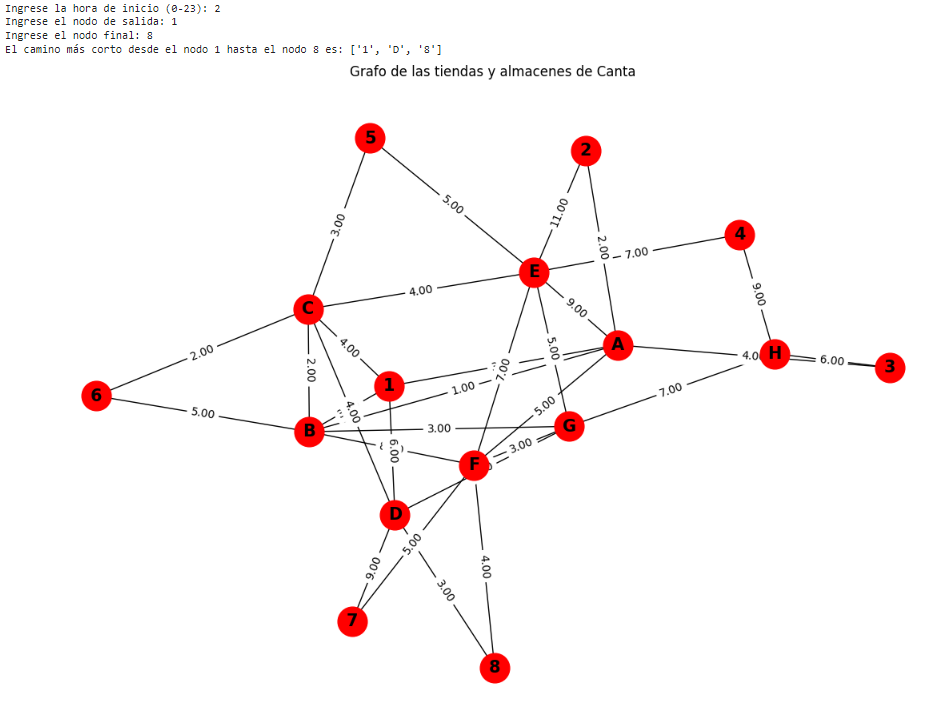 Ingrese la hora de inicio (0-23): 2
Ingrese el nodo de salida: 1
Ingrese el nodo final: 8
El camino más corto desde el nodo 1 hasta el nodo 8 es: ['1', 'D', '8']
Grafo de las tiendas y almacenes de Canta
5
2
3.00
5.00
11.00
2.00
7.00
4
E
4.00
9.00
9.00
C
2.00
4.00
5.00
A
4.0
H
6.00
3
6
2.00
7.00
1
1.00
7.00
5.00
4.00
5.00
B
3.00
G
6.00
3.00
F
D
5.00
9.00
4.00
3.00
7
8